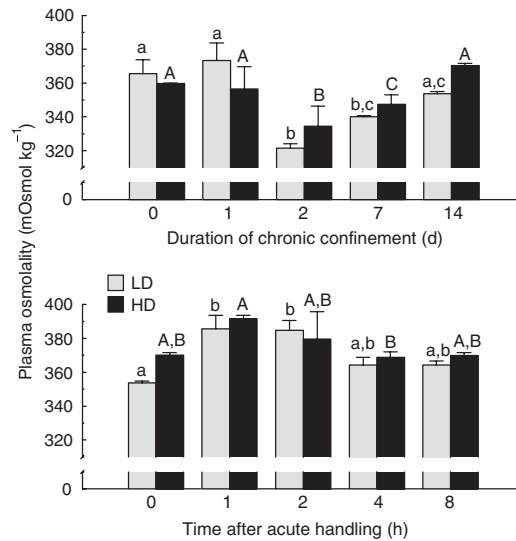 400
380
360
340
320
0
a
A
a
A
b
B
b,c
C
a,c
A
0 1 2 7 14
Duration of chronic confinement (d)
Plasma osmolality (mOsmol kg−1)
LD
HD
400
380
360
340
0
a
A,B
b
A
b
A,B
a,b
B
a,b
A,B
0 1 2 4 8
Time after acute handling (h)